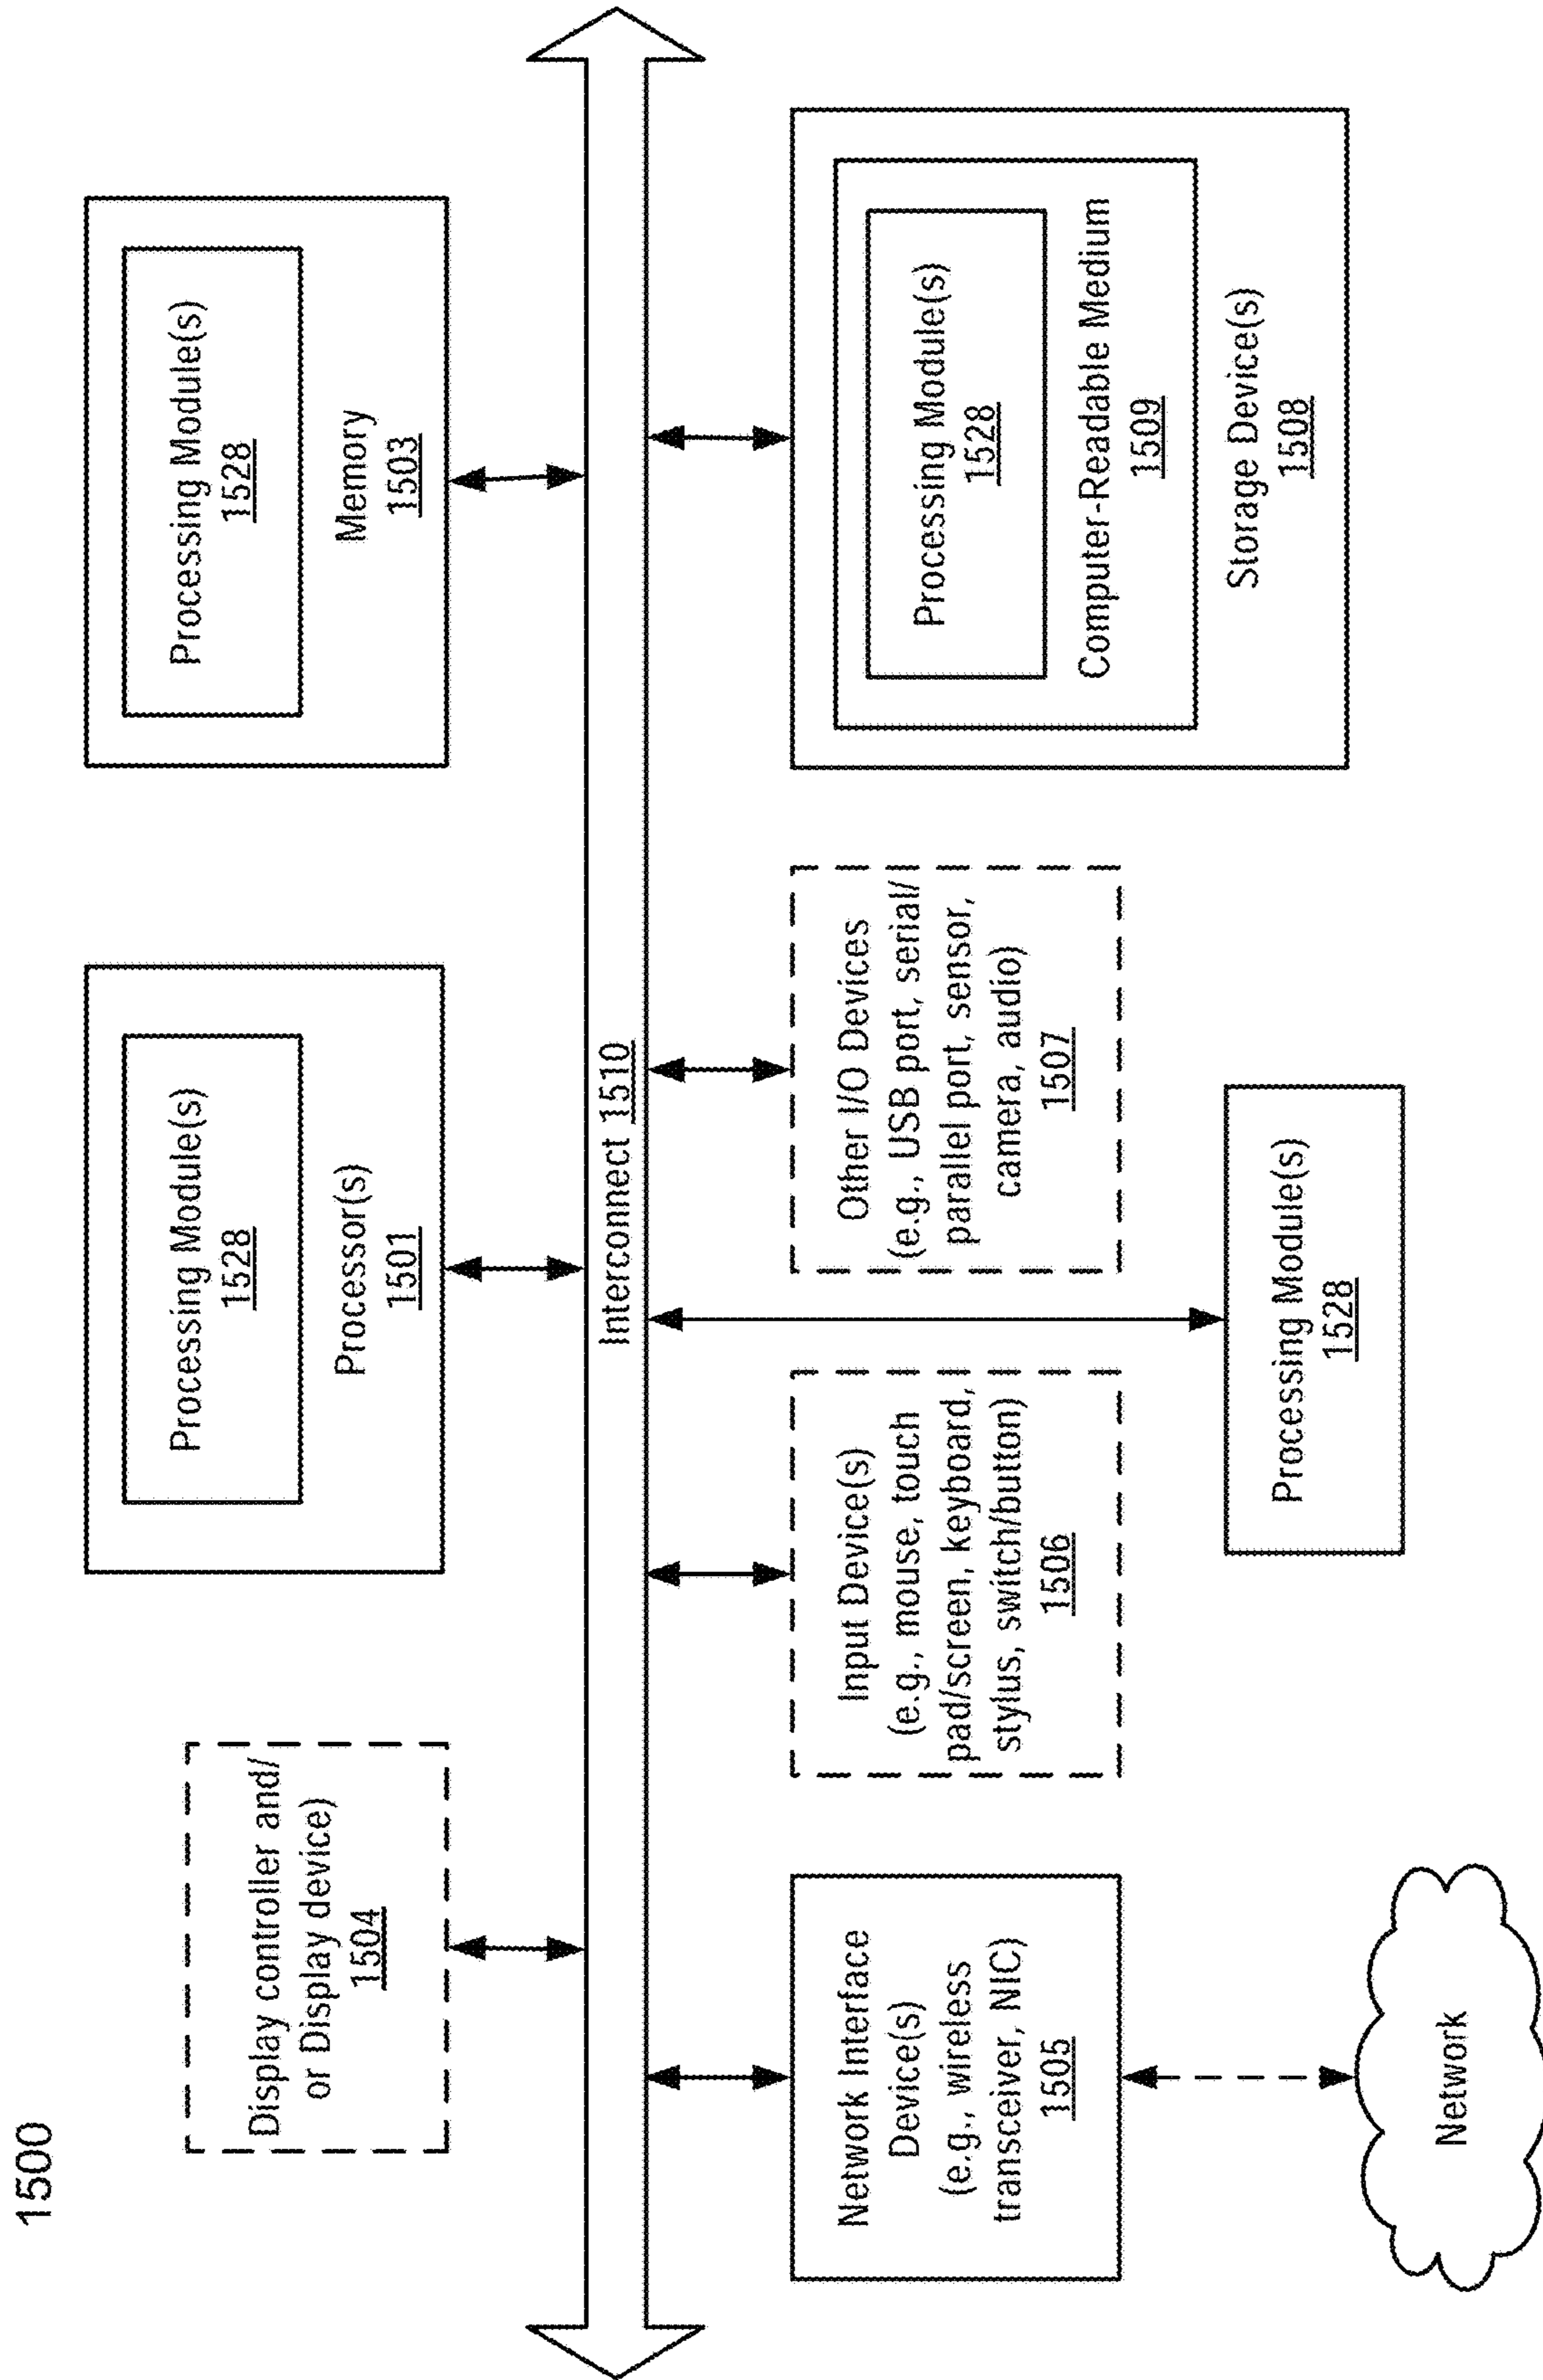 1500
Display controller and/
or Display device)
1504
Processing Module(s)
1528
Processor(s)
1501
Processing Module(s)
1528
Memory
1503
Interconnect 1510
Network Interface
Device(s)
(e.g., wireless
transceiver, NIC)
1505
Input Device(s)
(e.g., mouse, touch
pad/screen, keyboard,
stylus, switch/button)
1506
Other I/O Devices
(e.g., USB port, serial/
parallel port, sensor,
camera, audio)
1507
Processing Module(s)
1528
Computer-Readable Medium
1509
Storage Device(s)
1508
Processing Module(s)
1528
Network